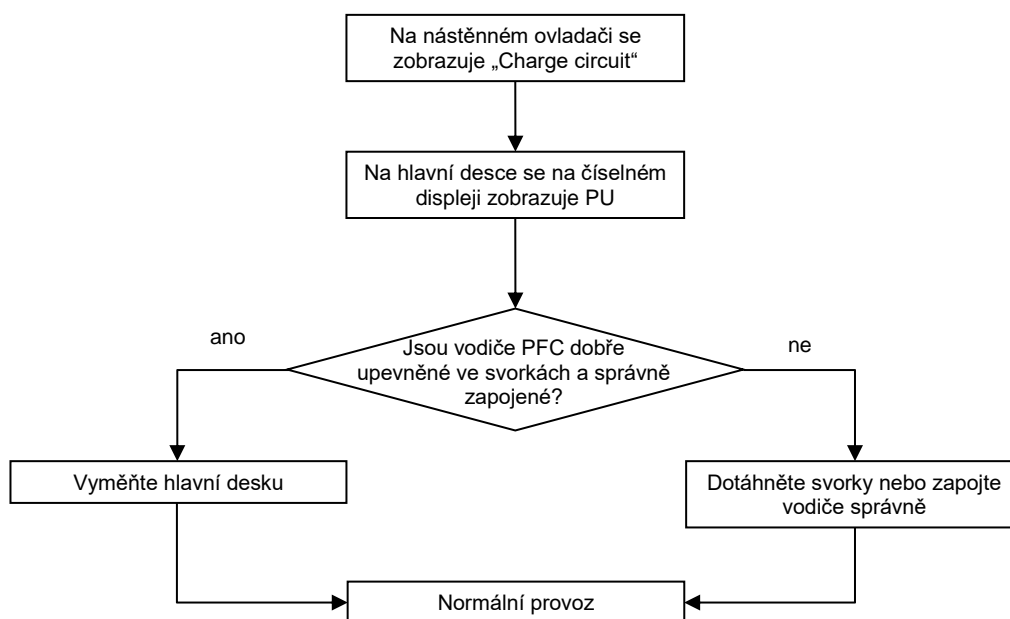 Na nástěnném ovladači se
zobrazuje „Charge circuit“
Na hlavní desce se na číselném
displeji zobrazuje PU
ano
Jsou vodiče PFC dobře
upevněné ve svorkách a správně
zapojené?
ne
Vyměňte hlavní desku
Dotáhněte svorky nebo zapojte
vodiče správně
Normální provoz